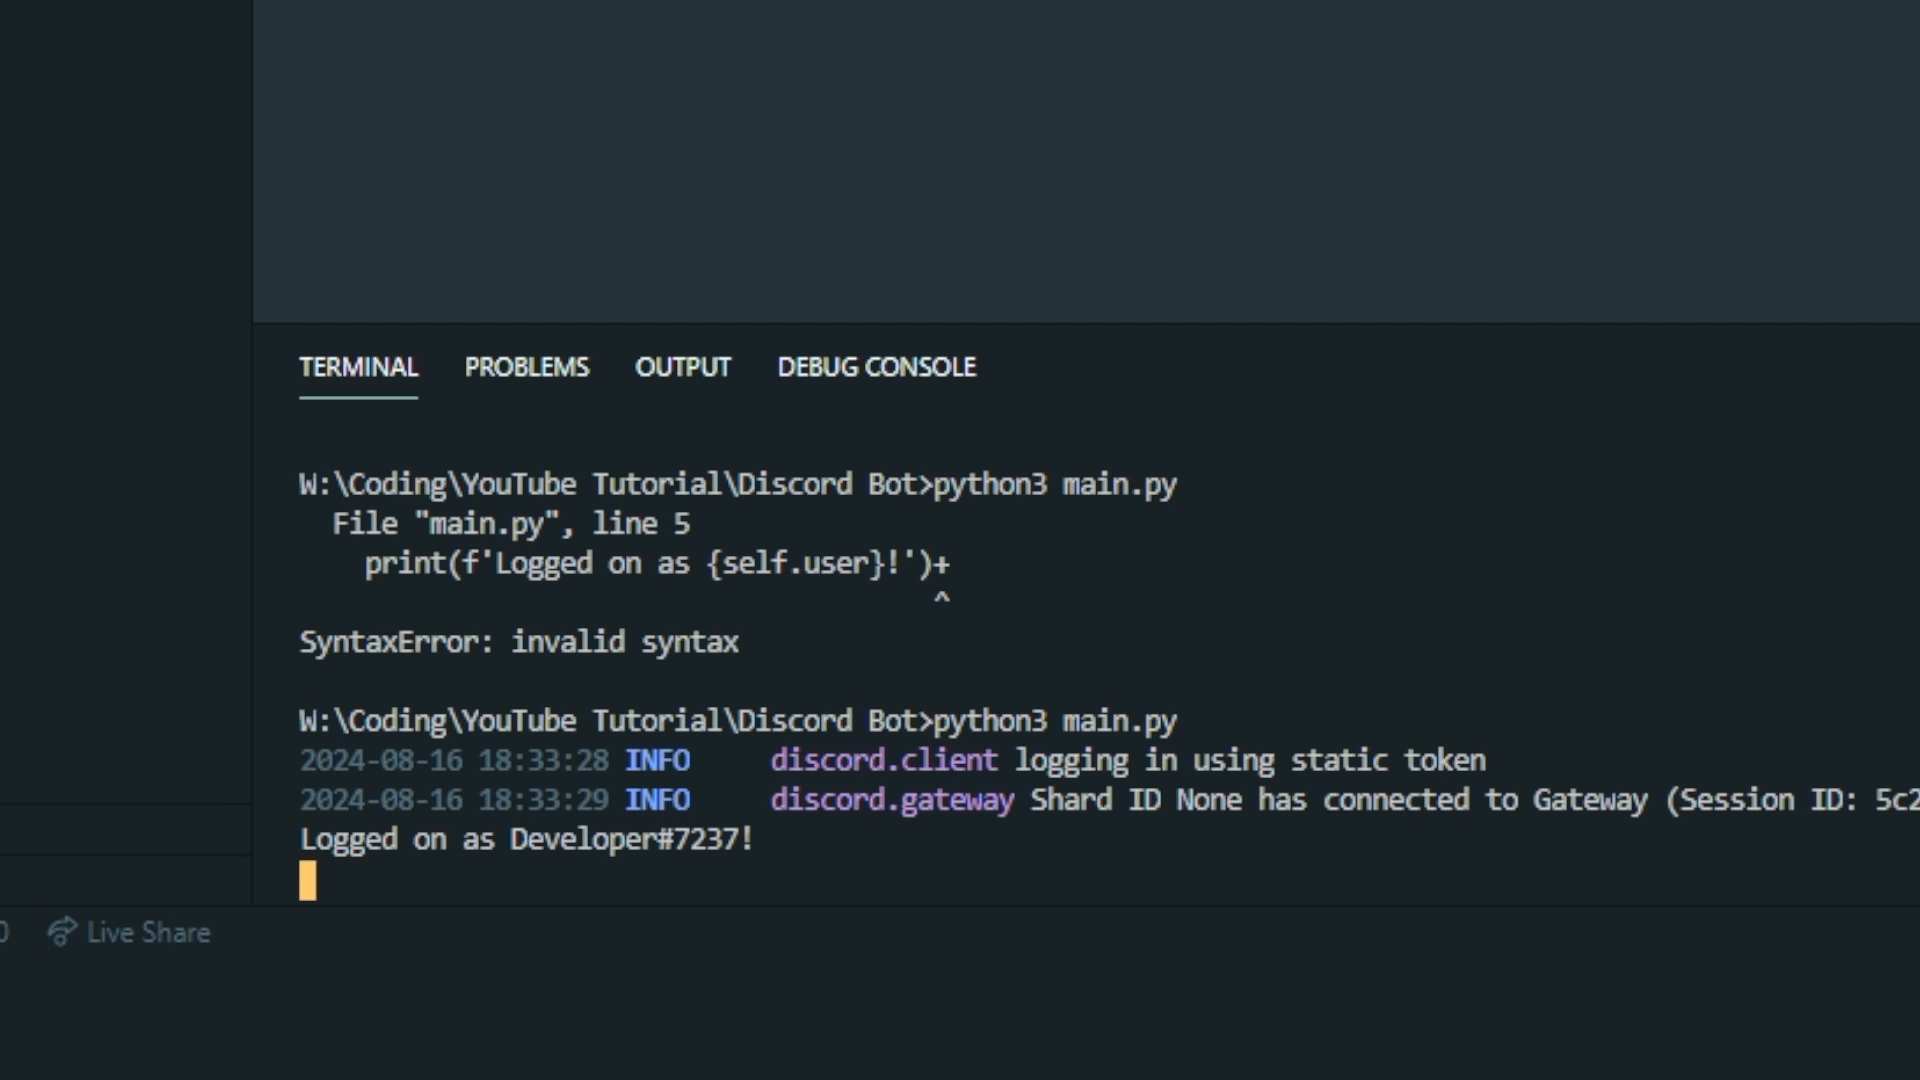 TERMINAL PROBLEMS OUTPUT DEBUG CONSOLE
W:\Coding\YouTube Tutorial\Discord Bot>python3 main.py
File "main.py", line 5
print(f'Logged on as {self.user}!')+
^
SyntaxError: invalid syntax
W:\Coding\YouTube Tutorial\Discord Bot>python3 main.py
2024-08-16 18:33:28 INFO discord.client logging in using static token
2024-08-16 18:33:29 INFO discord.gateway Shard ID None has connected to Gateway (Session ID: 5c2
Logged on as Developer#7237!
Live Share